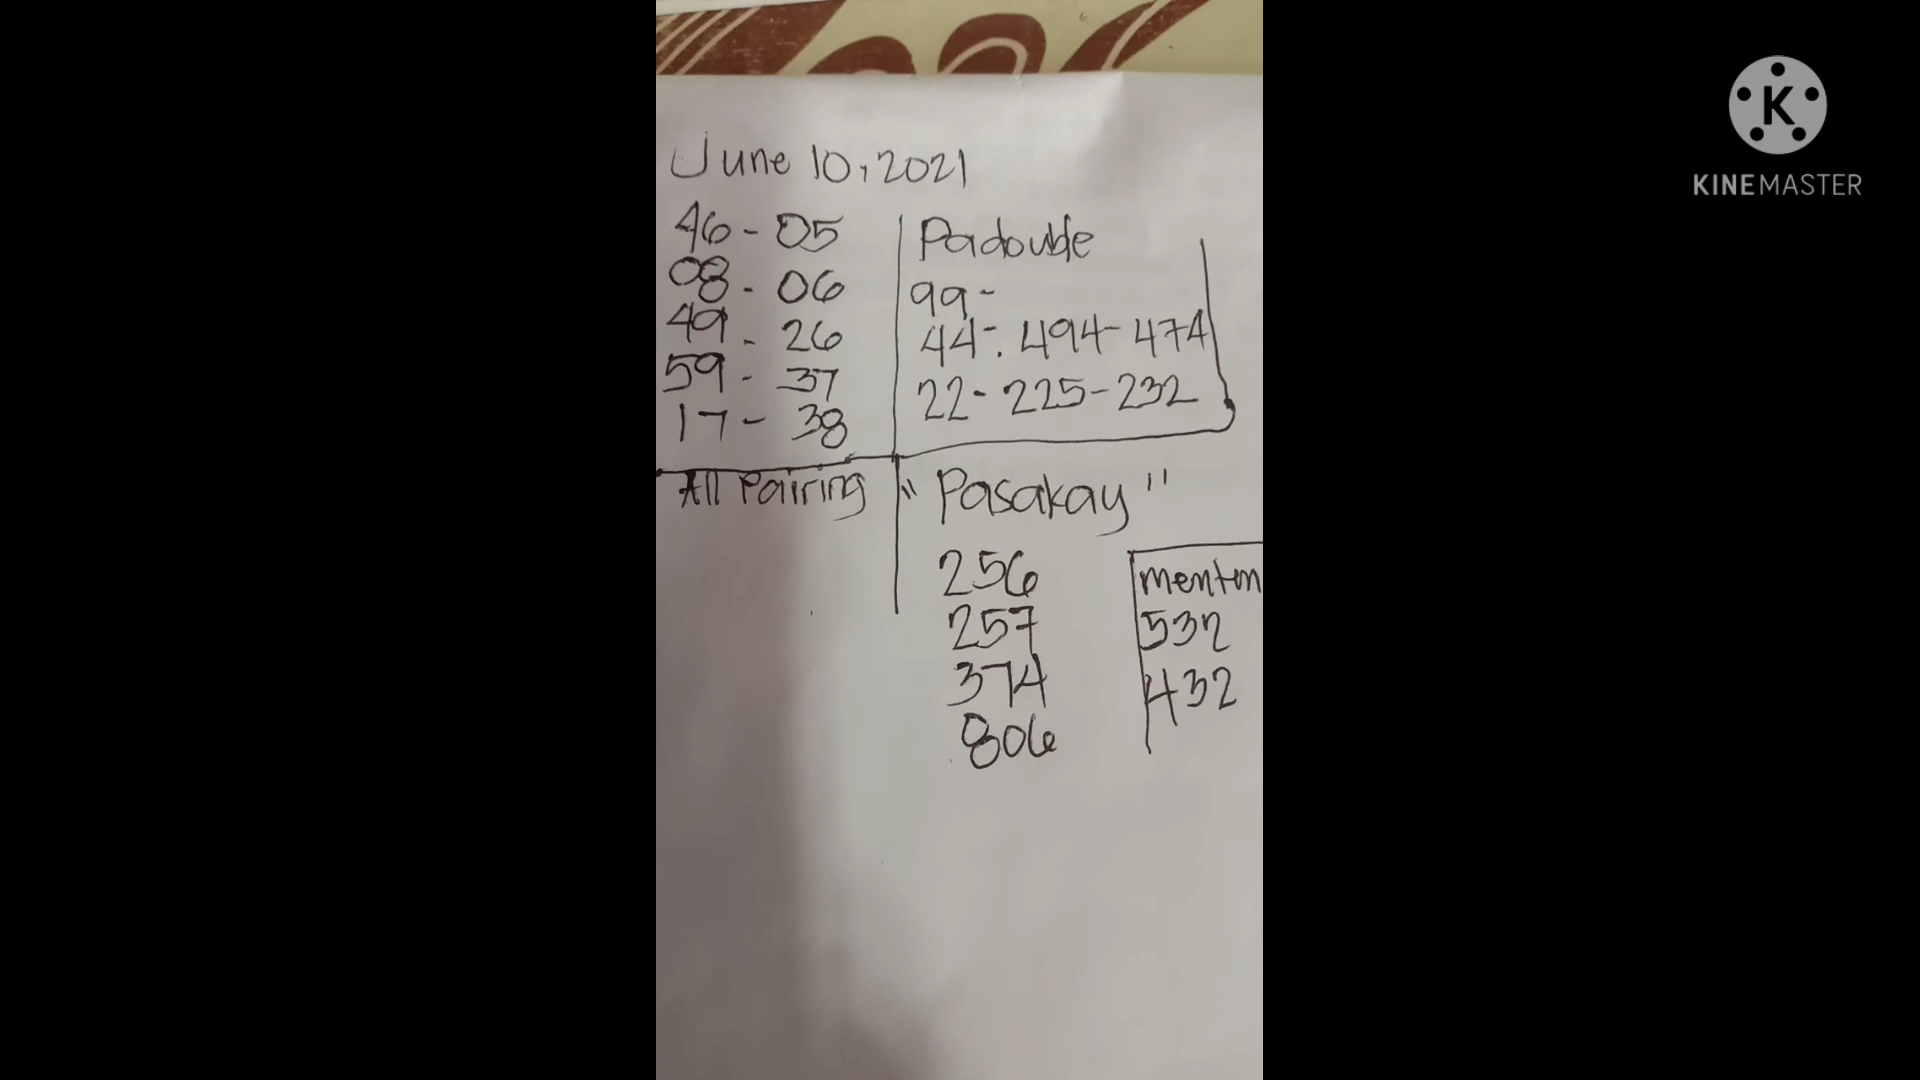 June 10, 2021
46 - 05
08 - 06
49 - 26
59 - 37
17 - 38
All Pairing
Padouble
99 -
44 -. 494 - 474
22 - 225 - 232
"Pasakay"
256
257
374
806
menten
532
432
KINEMASTER